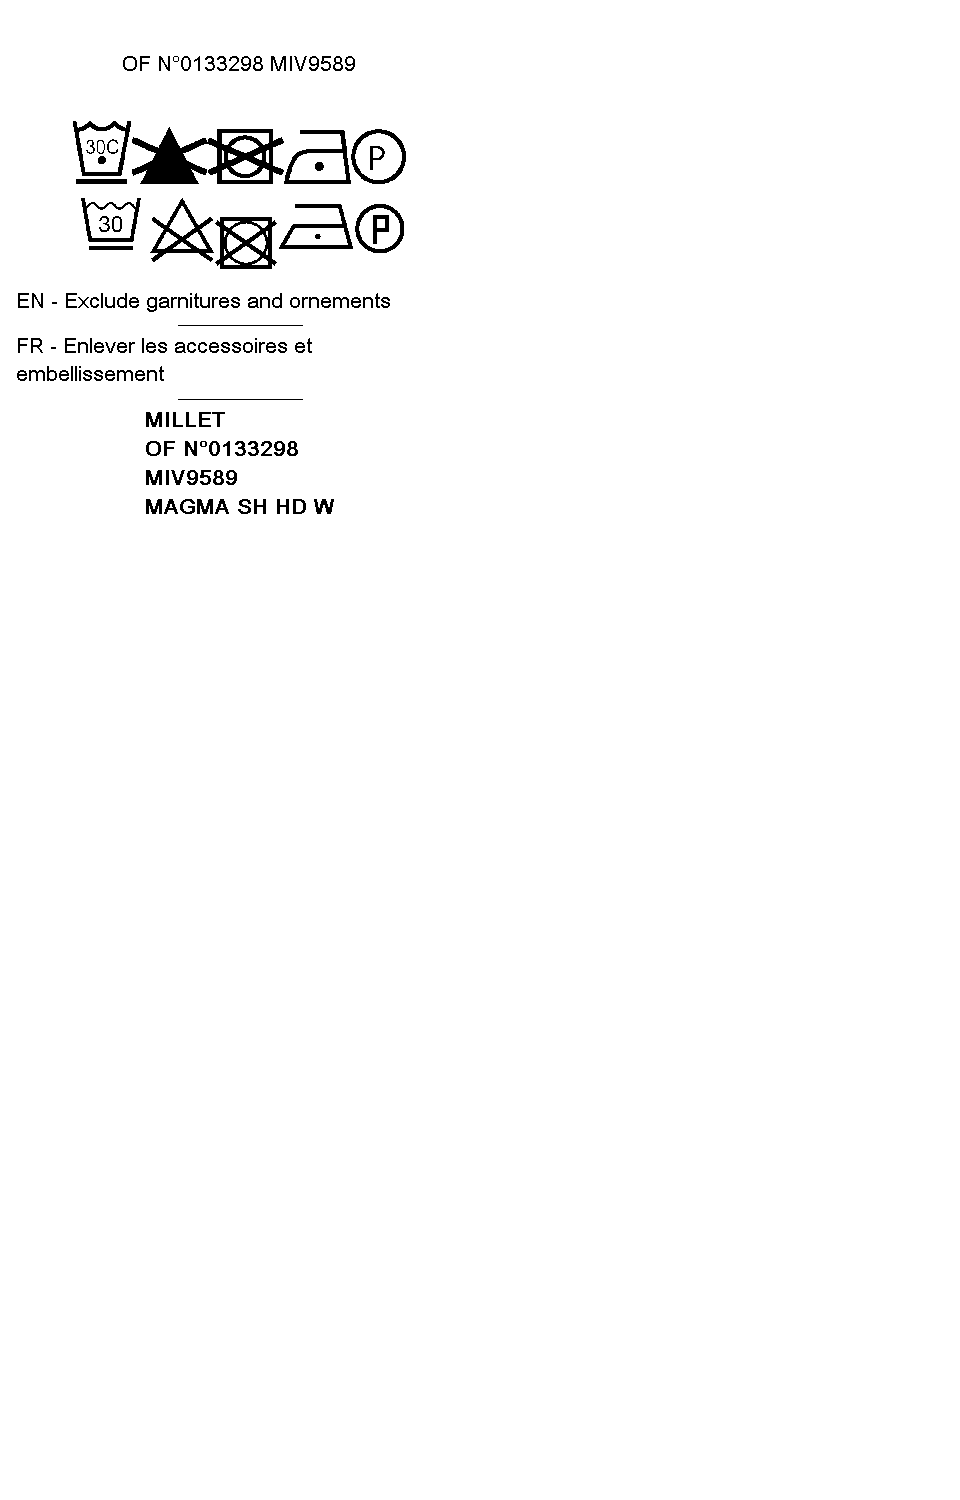 OF N°0133298 MIV9589
30C P
30 P
EN - Exclude garnitures and ornements
FR - Enlever les accessoires et
embellissement
MILLET
OF N°0133298
MIV9589
MAGMA SH HD W